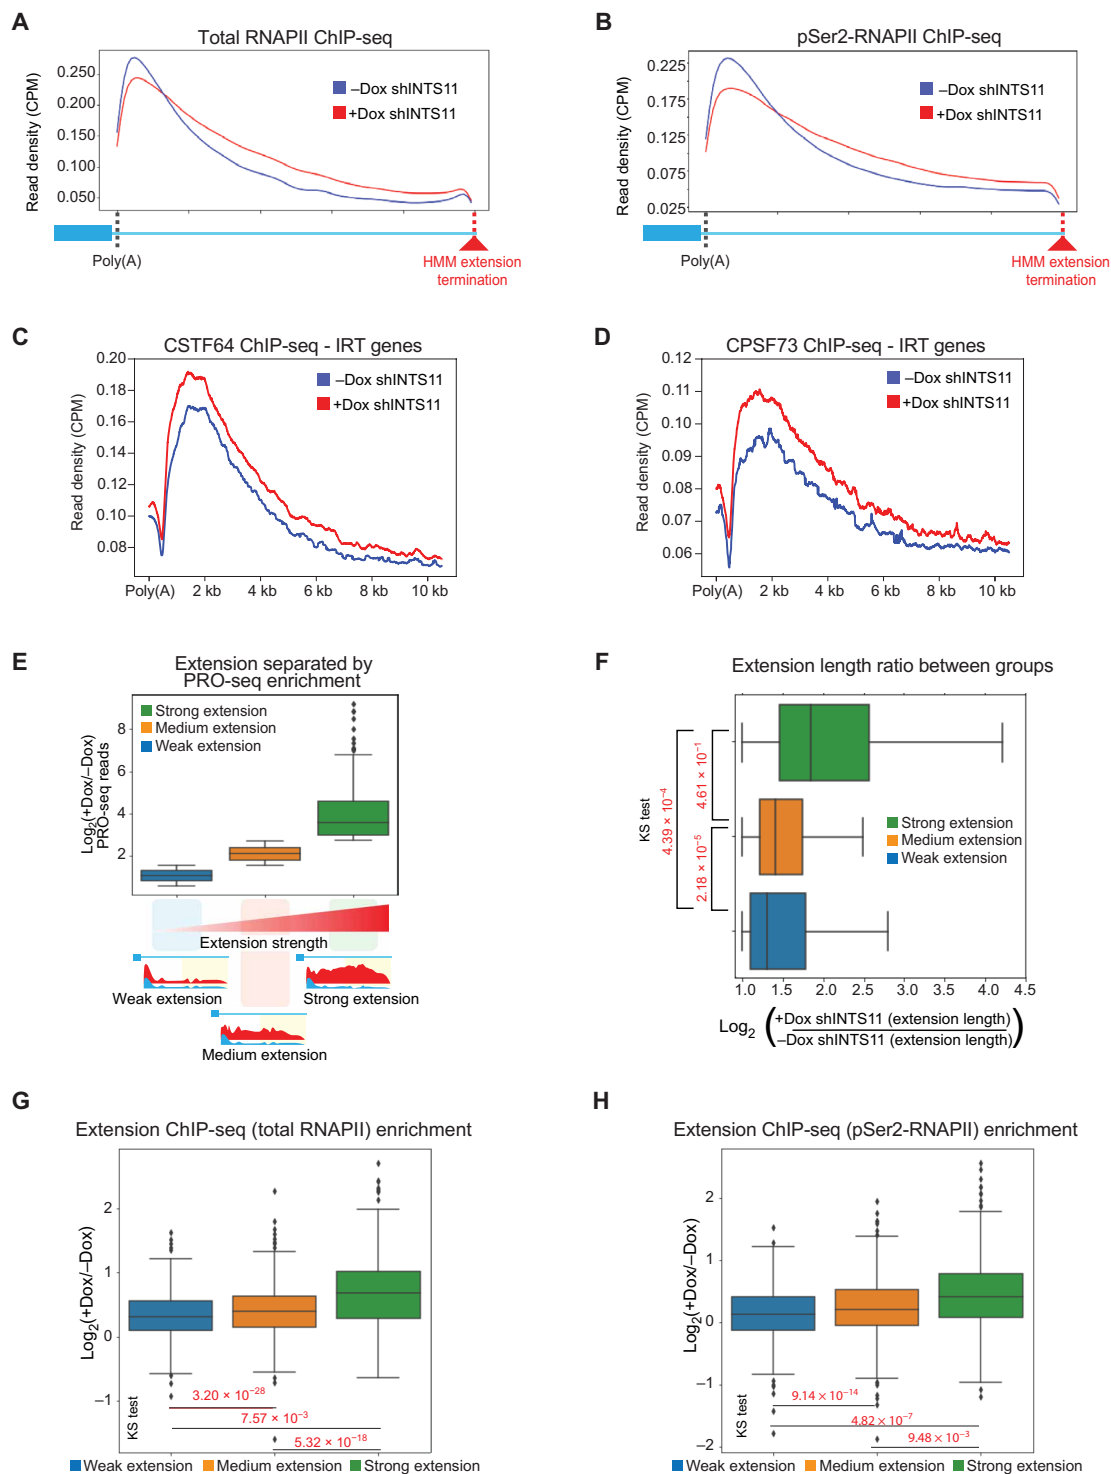 A
Total RNAPII ChIP-seq
Read density (CPM)
0.250
0.200
0.150
0.100
0.050
–Dox shINTS11
+Dox shINTS11
Poly(A)
HMM extension
termination
B
pSer2-RNAPII ChIP-seq
Read density (CPM)
0.225
0.175
0.125
0.075
0.025
–Dox shINTS11
+Dox shINTS11
Poly(A)
HMM extension
termination
C
CSTF64 ChIP-seq - IRT genes
Read density (CPM)
0.20
0.18
0.16
0.14
0.12
0.10
0.08
–Dox shINTS11
+Dox shINTS11
Poly(A) 2 kb 4 kb 6 kb 8 kb 10 kb
D
CPSF73 ChIP-seq - IRT genes
Read density (CPM)
0.12
0.11
0.10
0.09
0.08
0.07
0.06
–Dox shINTS11
+Dox shINTS11
Poly(A) 2 kb 4 kb 6 kb 8 kb 10 kb
E
Extension separated by
PRO-seq enrichment
Log2(+Dox/–Dox)
PRO-seq reads
8
6
4
2
Strong extension
Medium extension
Weak extension
Extension strength
Weak extension
Strong extension
Medium extension
F
Extension length ratio between groups
KS test
4.39 × 10⁻⁴
4.61 × 10⁻¹
2.18 × 10⁻⁵
Strong extension
Medium extension
Weak extension
1.0 1.5 2.0 2.5 3.0 3.5 4.0 4.5
Log2 (
+Dox shINTS11 (extension length)
–Dox shINTS11 (extension length)
)
G
Extension ChIP-seq (total RNAPII) enrichment
Log2(+Dox/–Dox)
2
1
0
–1
KS test
3.20 × 10⁻²⁸
7.57 × 10⁻³
5.32 × 10⁻¹⁸
Weak extension Medium extension Strong extension
H
Extension ChIP-seq (pSer2-RNAPII) enrichment
Log2(+Dox/–Dox)
2
1
0
–1
–2
KS test
9.14 × 10⁻¹⁴
4.82 × 10⁻⁷
9.48 × 10⁻³
Weak extension Medium extension Strong extension